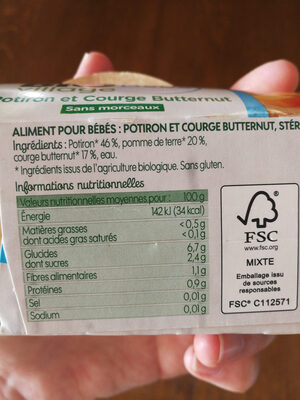 Village
Potiron et Courge Butternut
Sans morceaux
ALIMENT POUR BÉBÉS : POTIRON ET COURGE BUTTERNUT, STÉR
Ingrédients : Potiron* 46 %, pomme de terre* 20 %,
courge butternut* 17 %, eau.
* Ingrédients issus de l'agriculture biologique. Sans gluten.
Informations nutritionnelles
Valeurs nutritionnelles moyennes pour : 100 g
Énergie 142 kJ (34 kcal)
Matières grasses <0,5 g
dont acides gras saturés <0,1 g
Glucides 6,7 g
dont sucres 2,4 g
Fibres alimentaires 1,1 g
Protéines 0,9 g
Sel 0,01 g
Sodium 0,01 g
FSC
www.fsc.org
MIXTE
Emballage issu
de sources
responsables
FSC® C112571